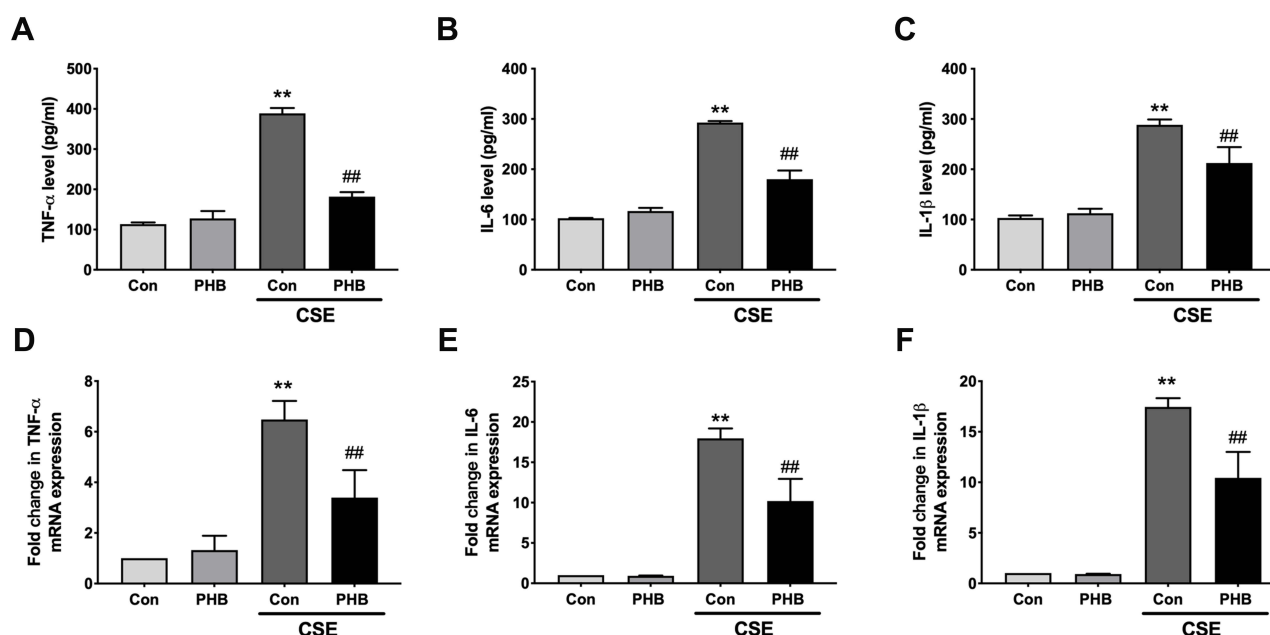 A
TNF-α level (pg/ml)
500
400
300
200
100
0
**
##
Con PHB Con PHB
CSE
B
IL-6 level (pg/ml)
400
300
200
100
0
**
##
Con PHB Con PHB
CSE
C
IL-1β level (pg/ml)
400
300
200
100
0
**
##
Con PHB Con PHB
CSE
D
Fold change in TNF-α
mRNA expression
8
6
4
2
0
**
##
Con PHB Con PHB
CSE
E
Fold change in IL-6
mRNA expression
25
20
15
10
5
0
**
##
Con PHB Con PHB
CSE
F
Fold change in IL-1β
mRNA expression
20
15
10
5
0
**
##
Con PHB Con PHB
CSE